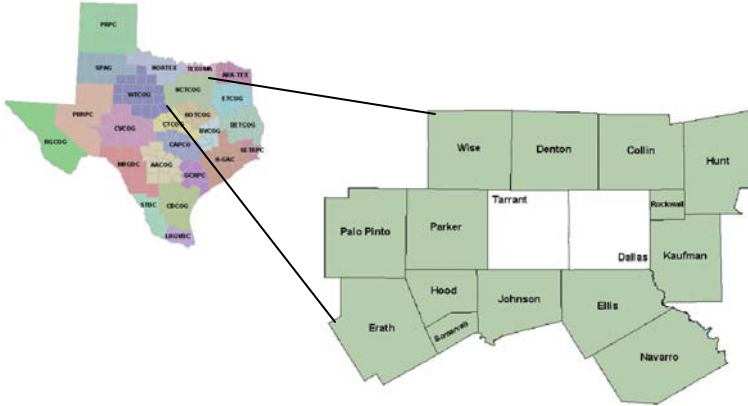 PRPC
SPAG
NORTEX
TEXOMA
ARK-TEX
WTCOG
NCTCOG
ETCOG
PBRPC
HOTCOG
RGCOG
CVCOG
CTCOG
BVCOG
DETCOG
CAPCO
SETRPC
MRGDC
AACOG
H-GAC
GCRPC
STDC
CBCOG
LRGVDC
Wise
Denton
Collin
Hunt
Tarrant
Rockwall
Palo Pinto
Parker
Dallas
Kaufman
Hood
Johnson
Ellis
Erath
Somervell
Navarro